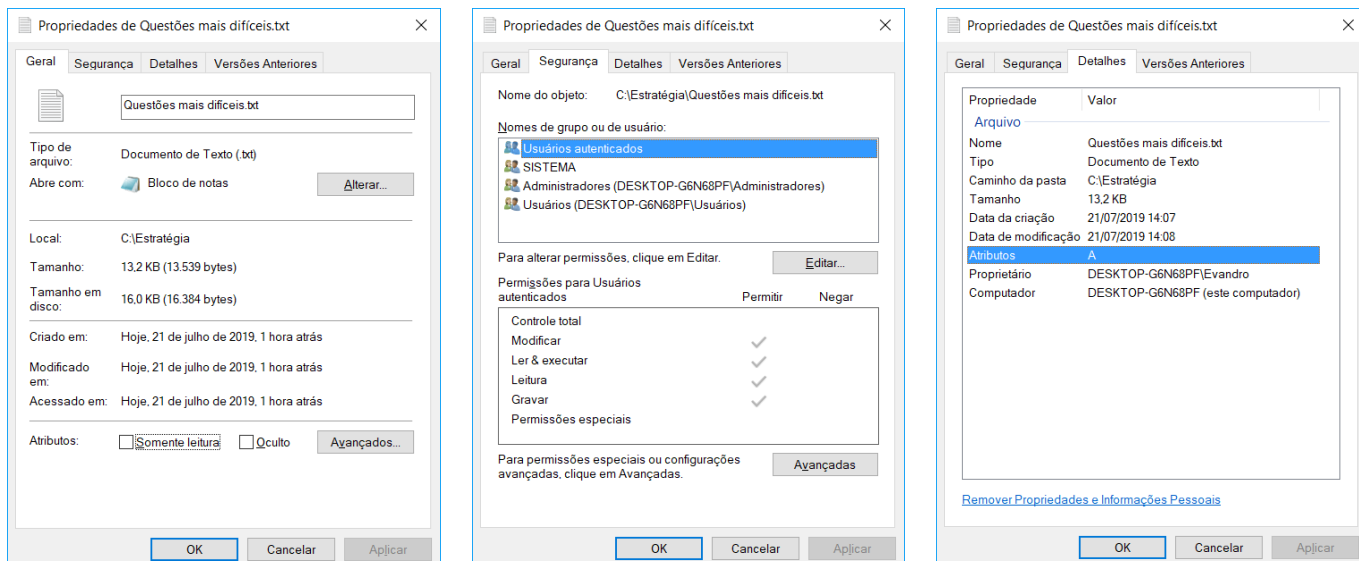 Propriedades de Questões mais difíceis.txt
Geral Segurança Detalhes Versões Anteriores
Questões mais difíceis.txt
Tipo de arquivo: Documento de Texto (.txt)
Abre com: Bloco de notas Alterar...
Local: C:\Estratégia
Tamanho: 13,2 KB (13.539 bytes)
Tamanho em disco: 16,0 KB (16.384 bytes)
Criado em: Hoje, 21 de julho de 2019, 1 hora atrás
Modificado em: Hoje, 21 de julho de 2019, 1 hora atrás
Acessado em: Hoje, 21 de julho de 2019, 1 hora atrás
Atributos: Somente leitura Oculto Avançados...
OK Cancelar Aplicar
Propriedades de Questões mais difíceis.txt
Geral Segurança Detalhes Versões Anteriores
Nome do objeto: C:\Estratégia\Questões mais difíceis.txt
Nomes de grupo ou de usuário:
Usuários autenticados
SISTEMA
Administradores (DESKTOP-G6N68PF\Administradores)
Usuários (DESKTOP-G6N68PF\Usuários)
Para alterar permissões, clique em Editar. Editar...
Permissões para Usuários
autenticados Permitir Negar
Controle total
Modificar
Ler & executar
Leitura
Gravar
Permissões especiais
Para permissões especiais ou configurações
avançadas, clique em Avançadas. Avançadas
OK Cancelar Aplicar
Propriedades de Questões mais difíceis.txt
Geral Segurança Detalhes Versões Anteriores
Propriedade Valor
Arquivo
Nome Questões mais difíceis.txt
Tipo Documento de Texto
Caminho da pasta C:\Estratégia
Tamanho 13,2 KB
Data da criação 21/07/2019 14:07
Data de modificação 21/07/2019 14:08
Atributos A
Proprietário DESKTOP-G6N68PF\Evandro
Computador DESKTOP-G6N68PF (este computador)
Remover Propriedades e Informações Pessoais
OK Cancelar Aplicar